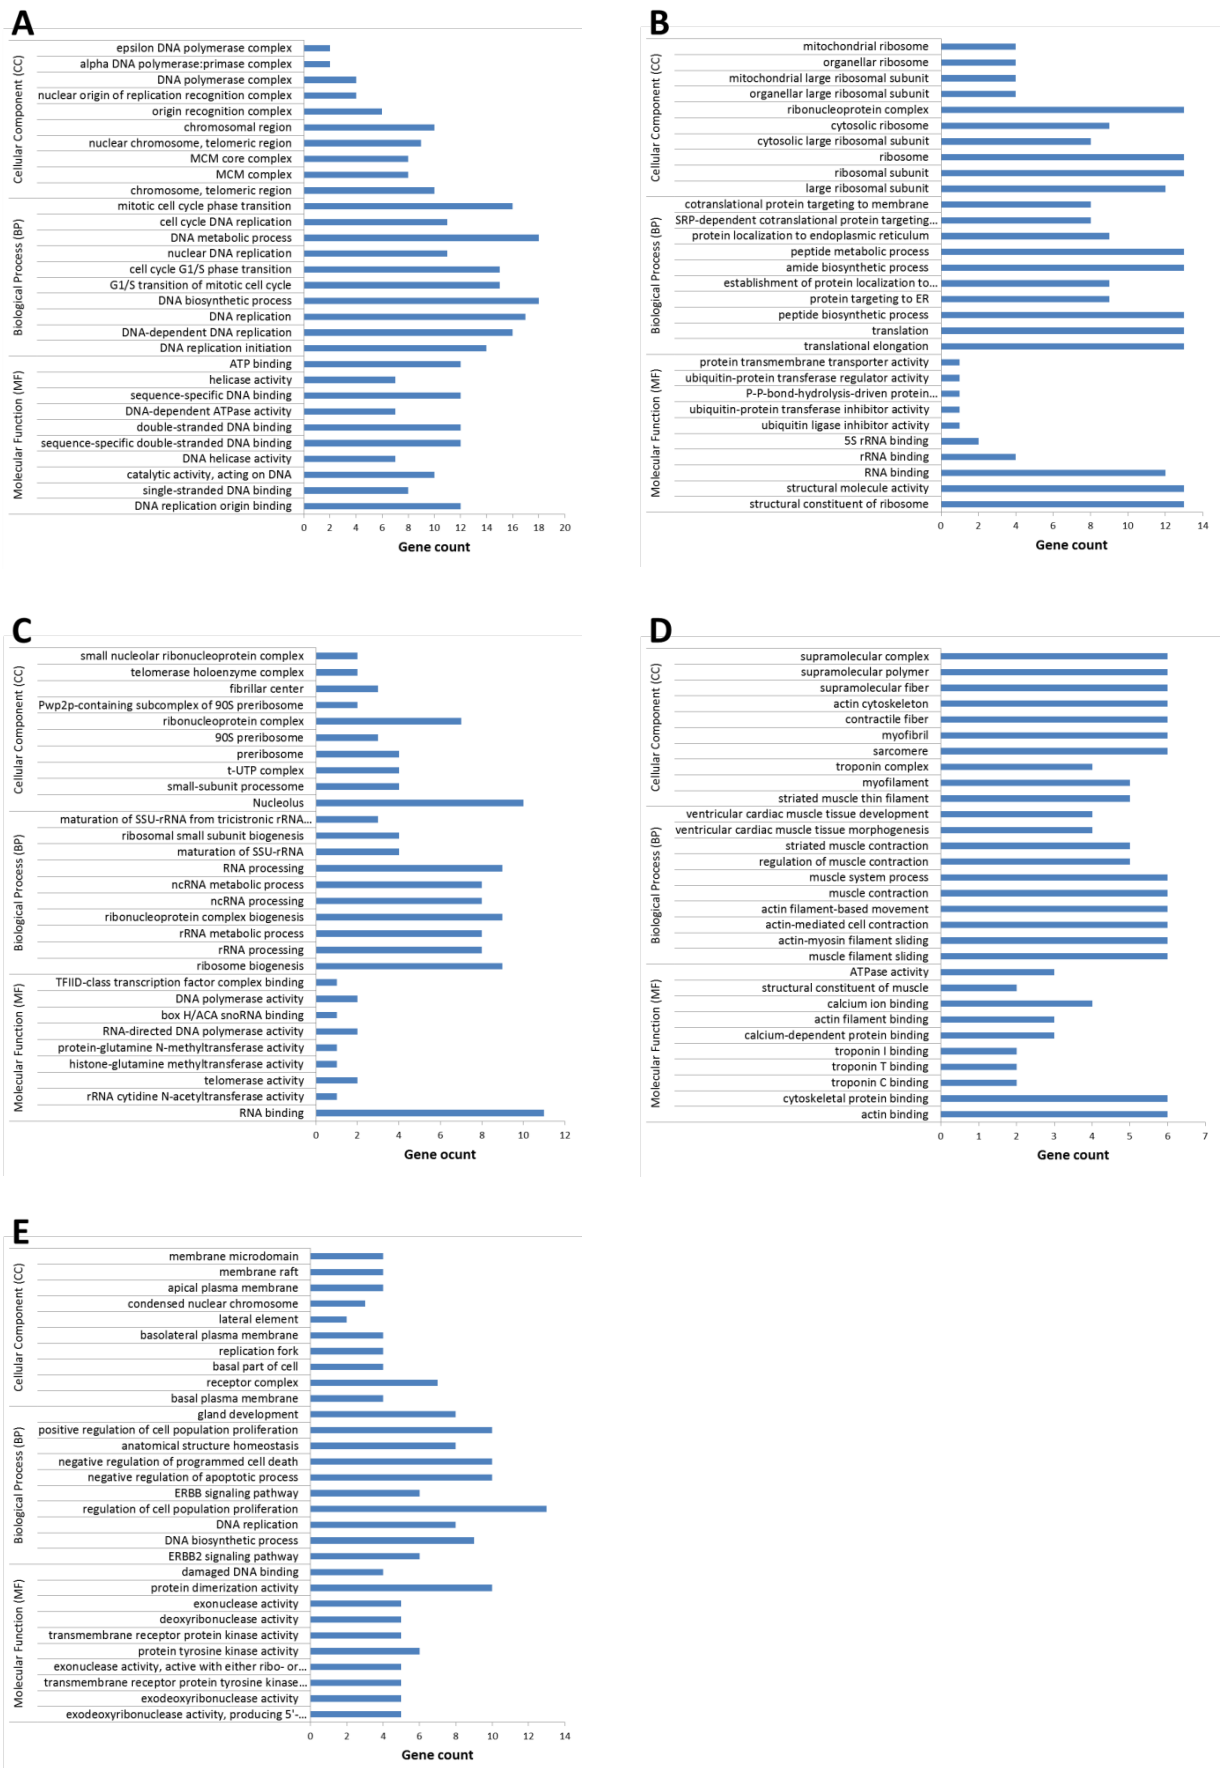 A
Cellular Component (CC)
epsilon DNA polymerase complex
alpha DNA polymerase:primase complex
DNA polymerase complex
nuclear origin of replication recognition complex
origin recognition complex
chromosomal region
nuclear chromosome, telomeric region
MCM core complex
MCM complex
chromosome, telomeric region
Biological Process (BP)
mitotic cell cycle phase transition
cell cycle DNA replication
DNA metabolic process
nuclear DNA replication
cell cycle G1/S phase transition
G1/S transition of mitotic cell cycle
DNA biosynthetic process
DNA replication
DNA-dependent DNA replication
DNA replication initiation
Molecular Function (MF)
ATP binding
helicase activity
sequence-specific DNA binding
DNA-dependent ATPase activity
double-stranded DNA binding
sequence-specific double-stranded DNA binding
DNA helicase activity
catalytic activity, acting on DNA
single-stranded DNA binding
DNA replication origin binding
0 2 4 6 8 10 12 14 16 18 20
Gene count
B
Cellular Component (CC)
mitochondrial ribosome
organellar ribosome
mitochondrial large ribosomal subunit
organellar large ribosomal subunit
ribonucleoprotein complex
cytosolic ribosome
cytosolic large ribosomal subunit
ribosome
ribosomal subunit
large ribosomal subunit
Biological Process (BP)
cotranslational protein targeting to membrane
SRP-dependent cotranslational protein targeting...
protein localization to endoplasmic reticulum
peptide metabolic process
amide biosynthetic process
establishment of protein localization to...
protein targeting to ER
peptide biosynthetic process
translation
translational elongation
Molecular Function (MF)
protein transmembrane transporter activity
ubiquitin-protein transferase regulator activity
P-P-bond-hydrolysis-driven protein...
ubiquitin-protein transferase inhibitor activity
ubiquitin ligase inhibitor activity
5S rRNA binding
rRNA binding
RNA binding
structural molecule activity
structural constituent of ribosome
0 2 4 6 8 10 12 14
Gene count
C
Cellular Component (CC)
small nucleolar ribonucleoprotein complex
telomerase holoenzyme complex
fibrillar center
Pwp2p-containing subcomplex of 90S preribosome
ribonucleoprotein complex
90S preribosome
preribosome
t-UTP complex
small-subunit processome
Nucleolus
Biological Process (BP)
maturation of SSU-rRNA from tricistronic rRNA...
ribosomal small subunit biogenesis
maturation of SSU-rRNA
RNA processing
ncRNA metabolic process
ncRNA processing
ribonucleoprotein complex biogenesis
rRNA metabolic process
rRNA processing
ribosome biogenesis
Molecular Function (MF)
TFIID-class transcription factor complex binding
DNA polymerase activity
box H/ACA snoRNA binding
RNA-directed DNA polymerase activity
protein-glutamine N-methyltransferase activity
histone-glutamine methyltransferase activity
telomerase activity
rRNA cytidine N-acetyltransferase activity
RNA binding
0 2 4 6 8 10 12
Gene ocunt
D
Cellular Component (CC)
supramolecular complex
supramolecular polymer
supramolecular fiber
actin cytoskeleton
contractile fiber
myofibril
sarcomere
troponin complex
myofilament
striated muscle thin filament
Biological Process (BP)
ventricular cardiac muscle tissue development
ventricular cardiac muscle tissue morphogenesis
striated muscle contraction
regulation of muscle contraction
muscle system process
muscle contraction
actin filament-based movement
actin-mediated cell contraction
actin-myosin filament sliding
muscle filament sliding
Molecular Function (MF)
ATPase activity
structural constituent of muscle
calcium ion binding
actin filament binding
calcium-dependent protein binding
troponin I binding
troponin T binding
troponin C binding
cytoskeletal protein binding
actin binding
0 1 2 3 4 5 6 7
Gene count
E
Cellular Component (CC)
membrane microdomain
membrane raft
apical plasma membrane
condensed nuclear chromosome
lateral element
basolateral plasma membrane
replication fork
basal part of cell
receptor complex
basal plasma membrane
Biological Process (BP)
gland development
positive regulation of cell population proliferation
anatomical structure homeostasis
negative regulation of programmed cell death
negative regulation of apoptotic process
ERBB signaling pathway
regulation of cell population proliferation
DNA replication
DNA biosynthetic process
ERBB2 signaling pathway
Molecular Function (MF)
damaged DNA binding
protein dimerization activity
exonuclease activity
deoxyribonuclease activity
transmembrane receptor protein kinase activity
protein tyrosine kinase activity
exonuclease activity, active with either ribo- or...
transmembrane receptor protein tyrosine kinase...
exodeoxyribonuclease activity
exodeoxyribonuclease activity, producing 5'-...
0 2 4 6 8 10 12 14
Gene count